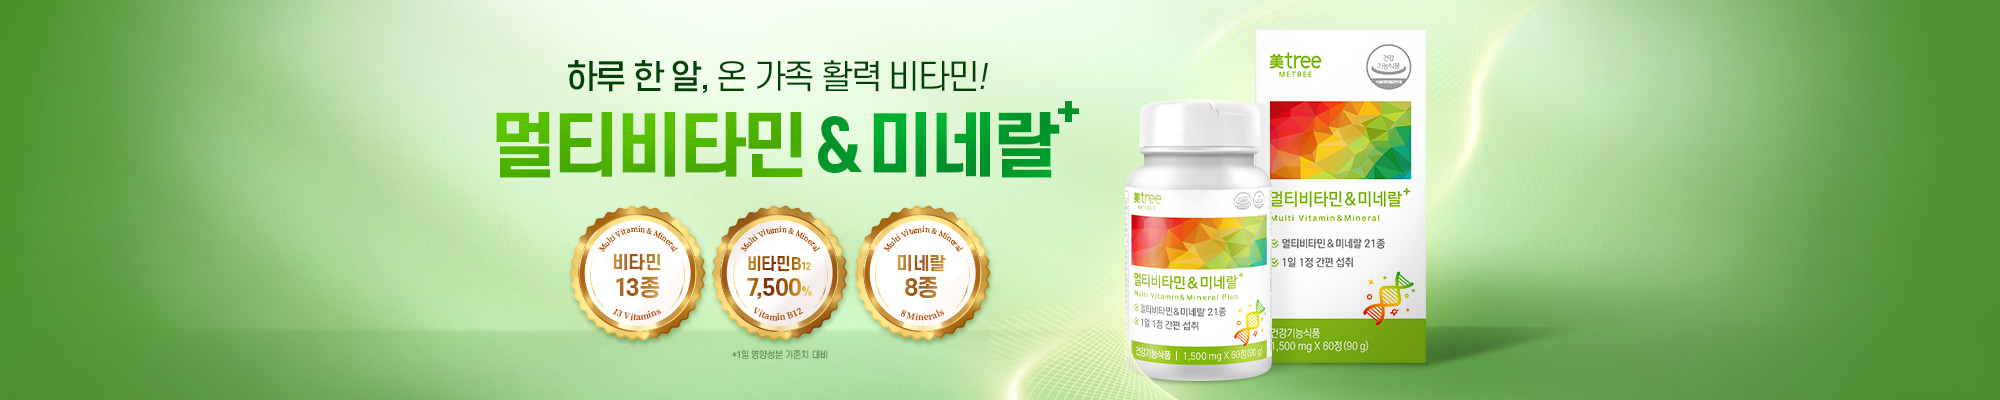 하루 한 알, 온 가족 활력 비타민!
멀티비타민 & 미네랄+
Multi Vitamin & Mineral
비타민
13종
13 Vitamins
Multi Vitamin & Mineral
비타민B12
7,500%
Vitamin B12
Multi Vitamin & Mineral
미네랄
8종
8 Minerals
*1일 영양성분 기준치 대비
美tree
METREE
멀티비타민 & 미네랄+
Multi Vitamin & Mineral Plus
멀티비타민&미네랄 21종
1일 1정 간편 섭취
건강기능식품 | 1,500 mg X 60정(90 g)
美tree
METREE
건강
기능식품
멀티비타민 & 미네랄+
Multi Vitamin & Mineral
멀티비타민 & 미네랄 21종
1일 1정 간편 섭취
건강기능식품
1,500 mg X 60정(90 g)